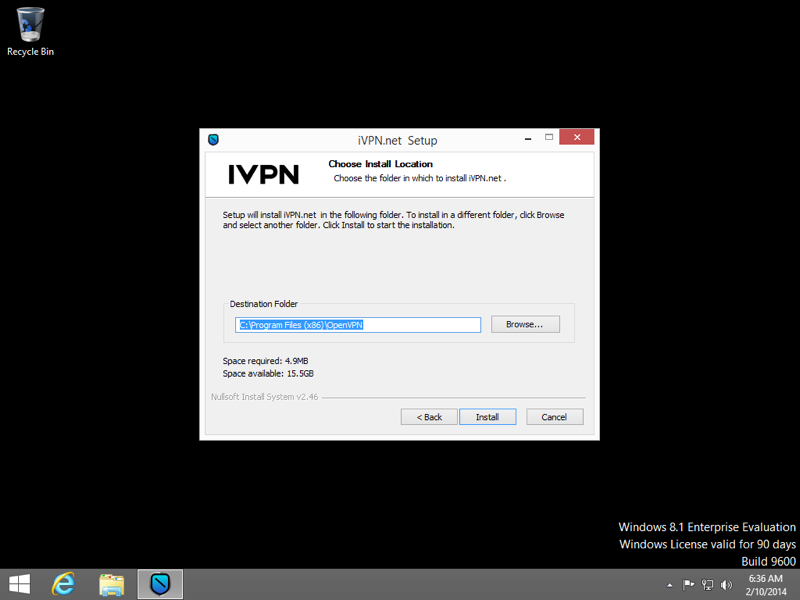 Recycle Bin
iVPN.net Setup
IVPN
Choose Install Location
Choose the folder in which to install iVPN.net .
Setup will install iVPN.net in the following folder. To install in a different folder, click Browse
and select another folder. Click Install to start the installation.
Destination Folder
C:\Program Files (x86)\OpenVPN
Browse...
Space required: 4.9MB
Space available: 15.5GB
Nullsoft Install System v2.46
< Back
Install
Cancel
Windows 8.1 Enterprise Evaluation
Windows License valid for 90 days
Build 9600
6:36 AM
2/10/2014